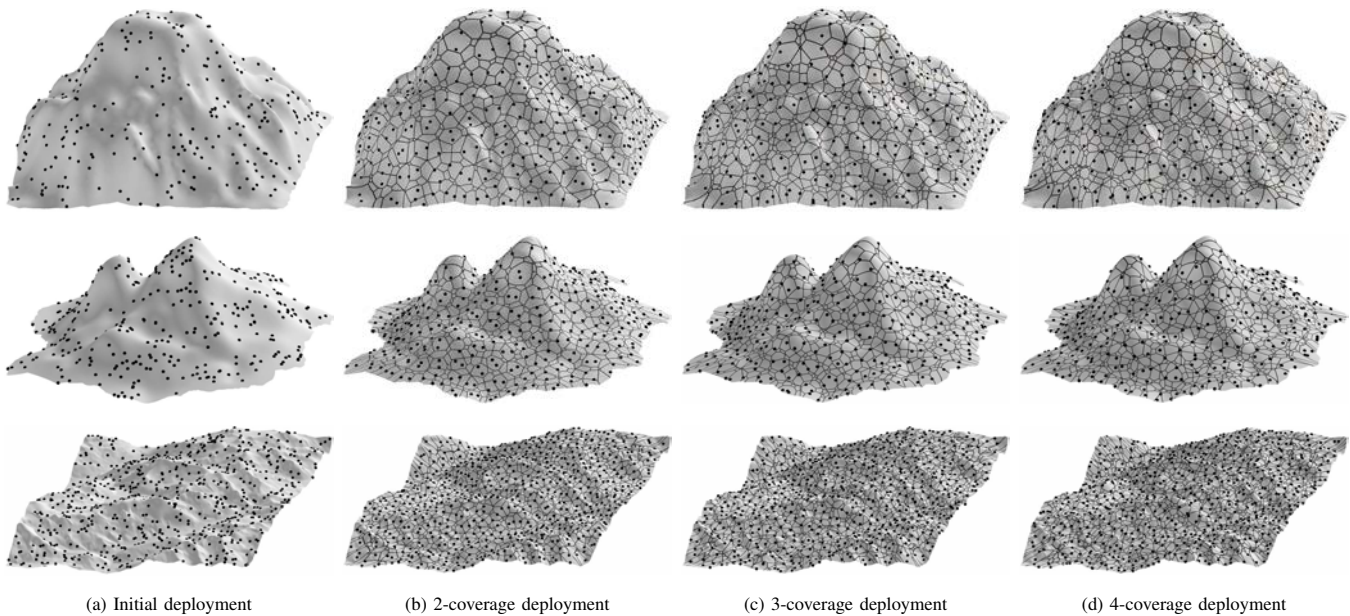 (a) Initial deployment
(b) 2-coverage deployment
(c) 3-coverage deployment
(d) 4-coverage deployment